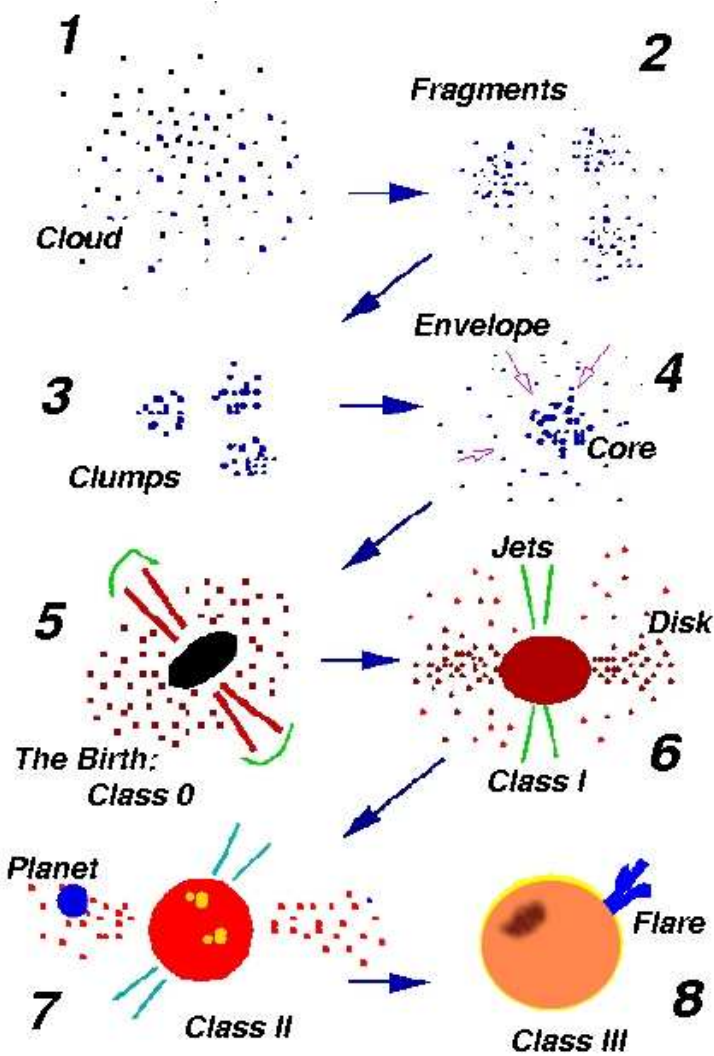 1
2
Fragments
Cloud
Envelope
3
4
Core
Clumps
Jets
5
Disk
The Birth:
Class 0
6
Class I
Planet
Flare
7
8
Class II
Class III